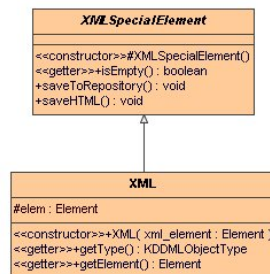 XMLSpecialElement
<<constructor>>#XMLSpecialElement()
<<getter>>+isEmpty() : boolean
+saveToRepository() : void
+saveHTML() : void
XML
#elem : Element
<<constructor>>+XML( xml_element : Element )
<<getter>>+getType() : KDDMLObjectType
<<getter>>+getElement() : Element